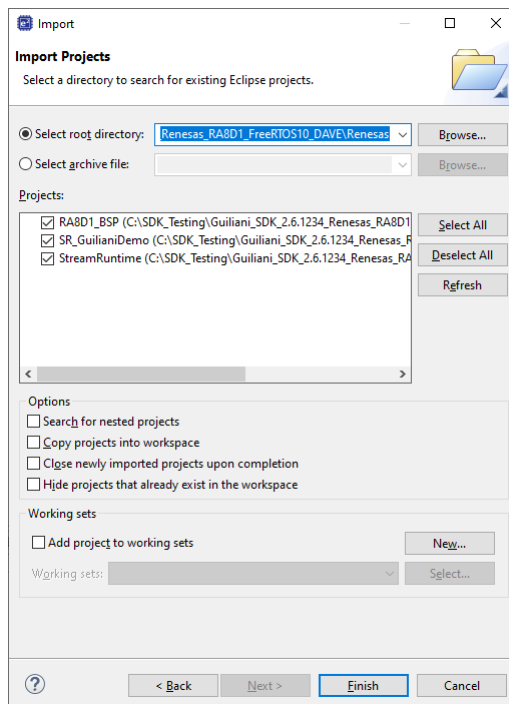 Import
Import Projects
Select a directory to search for existing Eclipse projects.
Select root directory: Renesas_RA8D1_FreeRTOS10_DAVE\Renesas Browse...
Select archive file: Browse...
Projects:
RA8D1_BSP (C:\SDK_Testing\Guiliani_SDK_2.6.1234_Renesas_RA8D1 Select All
SR_GuilianiDemo (C:\SDK_Testing\Guiliani_SDK_2.6.1234_Renesas_R Deselect All
StreamRuntime (C:\SDK_Testing\Guiliani_SDK_2.6.1234_Renesas_RA Refresh
Options
Search for nested projects
Copy projects into workspace
Close newly imported projects upon completion
Hide projects that already exist in the workspace
Working sets
Add project to working sets New...
Working sets: Select...
? < Back Next > Finish Cancel